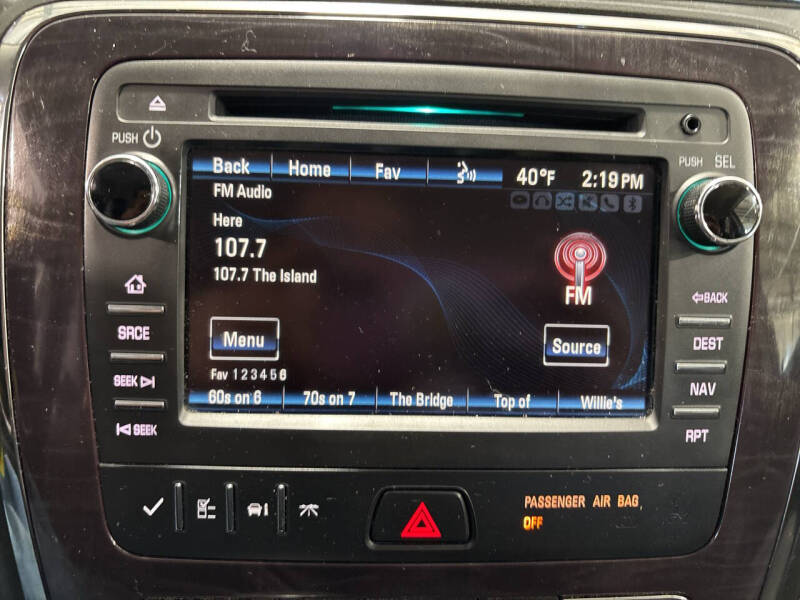 PUSH
PUSH SEL
Back Home Fav 40°F 2:19PM
FM Audio
Here
107.7
107.7 The Island
FM
Menu
Source
Fav 1 2 3 4 5 6
60s on 6 70s on 7 The Bridge Top of Willie's
SRCE
SEEK
SEEK
BACK
DEST
NAV
RPT
PASSENGER AIR BAG
OFF